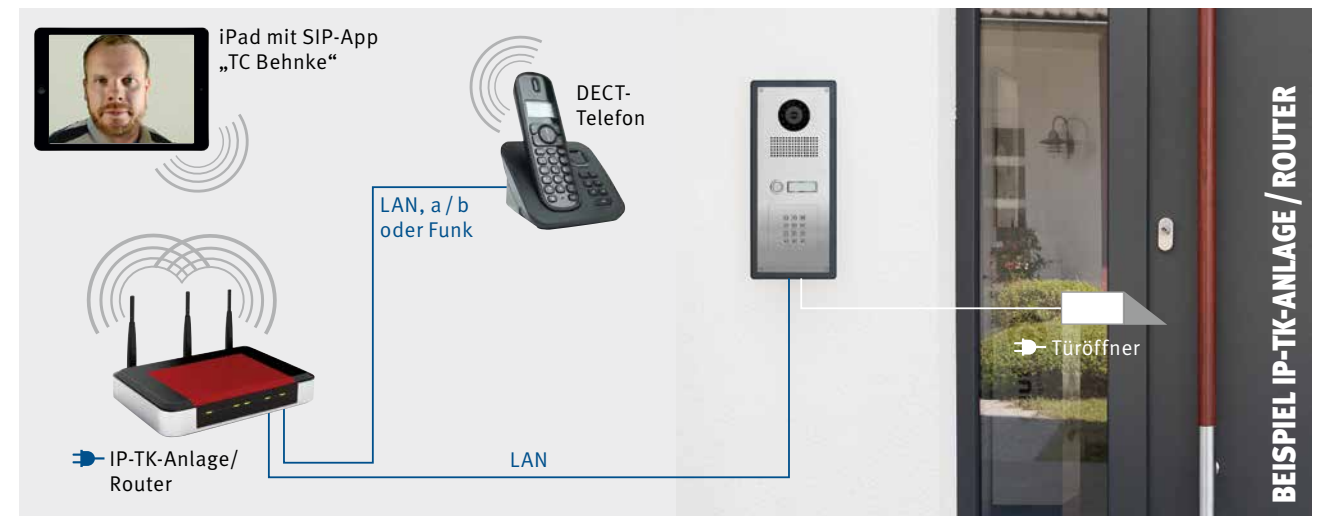 iPad mit SIP-App
„TC Behnke“
DECT-
Telefon
LAN, a / b
oder Funk
IP-TK-Anlage/
Router
LAN
Türöffner
BEISPIEL IP-TK-ANLAGE / ROUTER